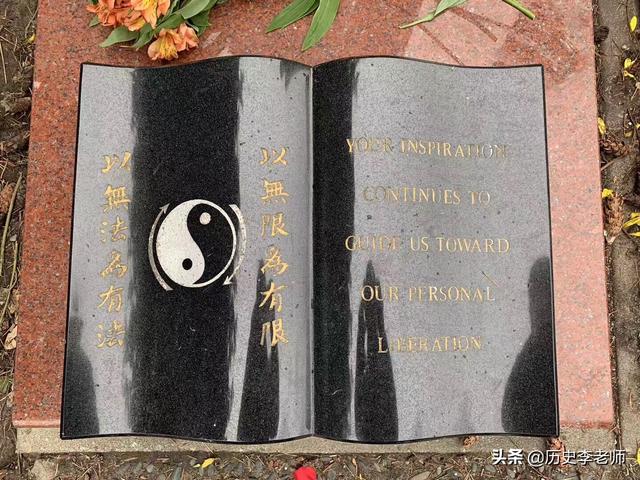 以無法為有法
以無限為有限
YOUR INSPIRATION
CONTINUES TO
GUIDE US TOWARD
OUR PERSONAL
LIBERATION
头条 @历史李老师